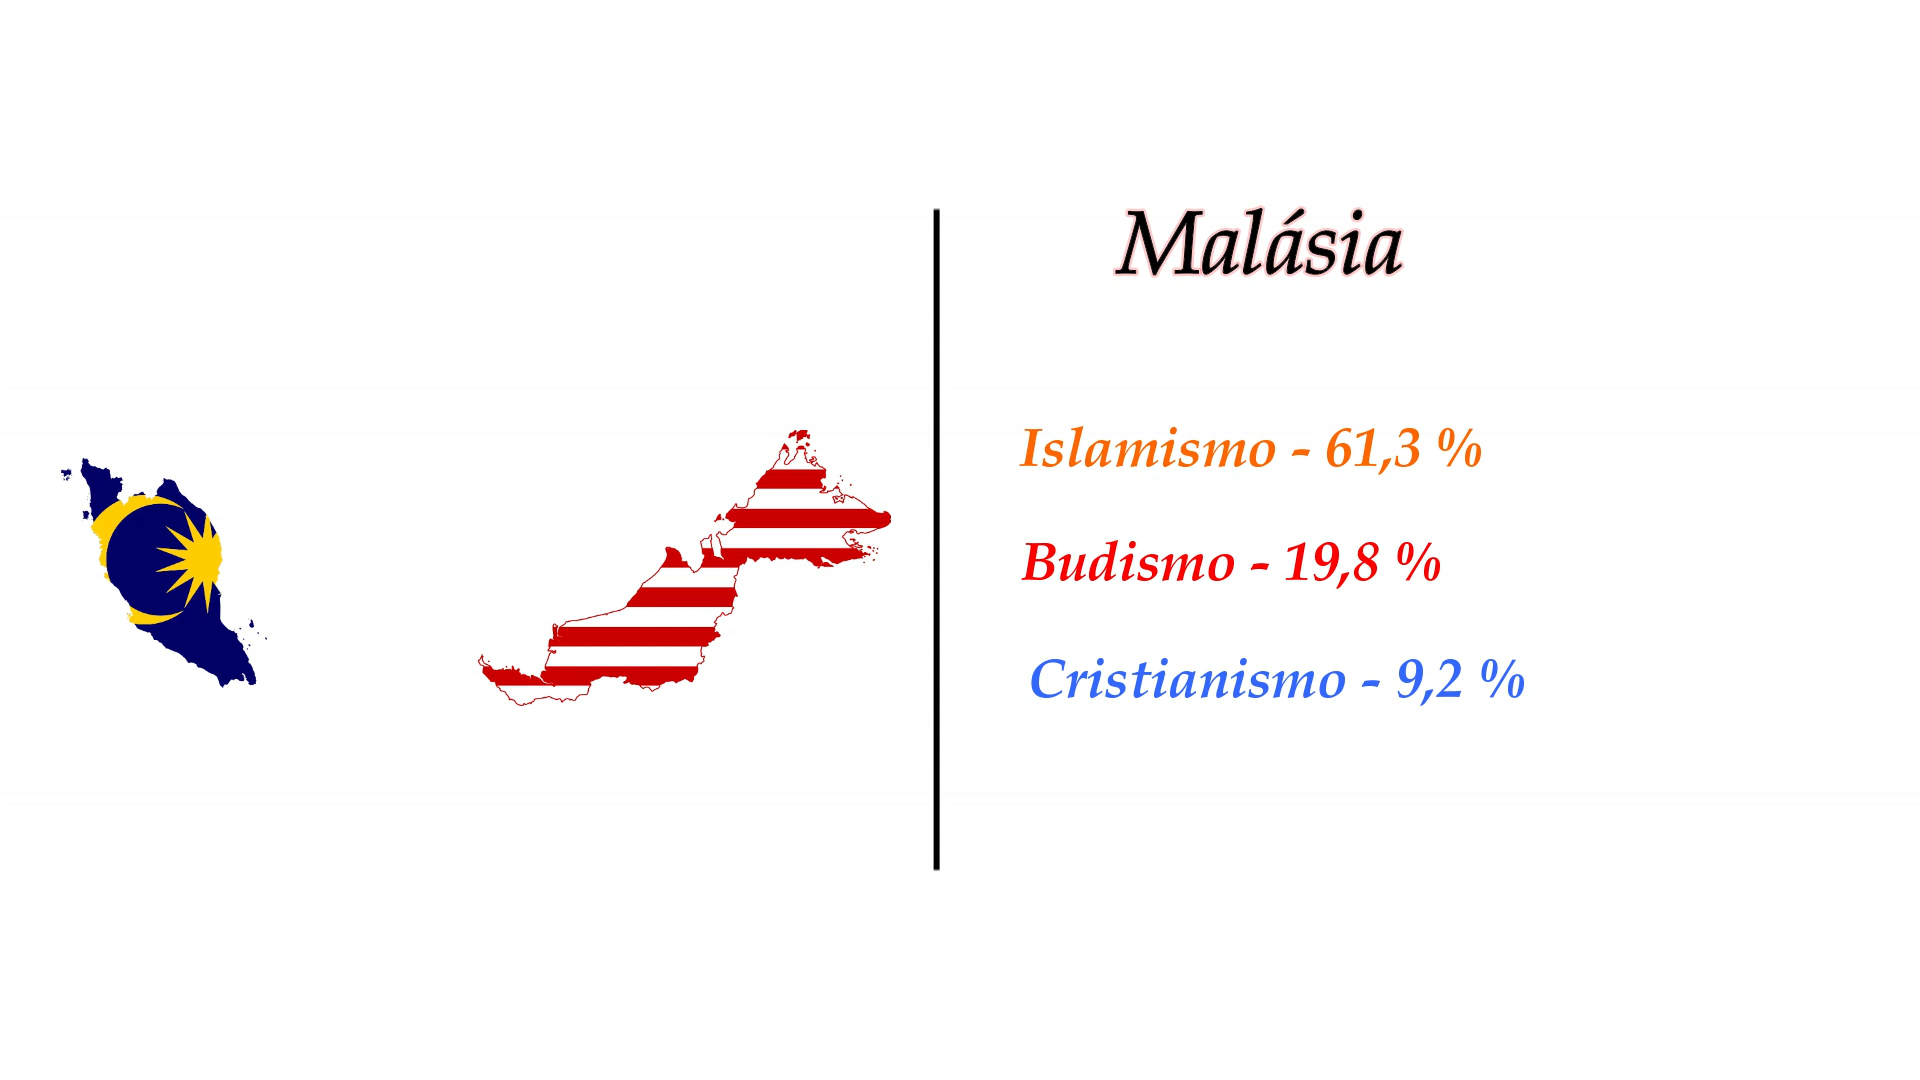 Malásia
Islamismo - 61,3 %
Budismo - 19,8 %
Cristianismo - 9,2 %